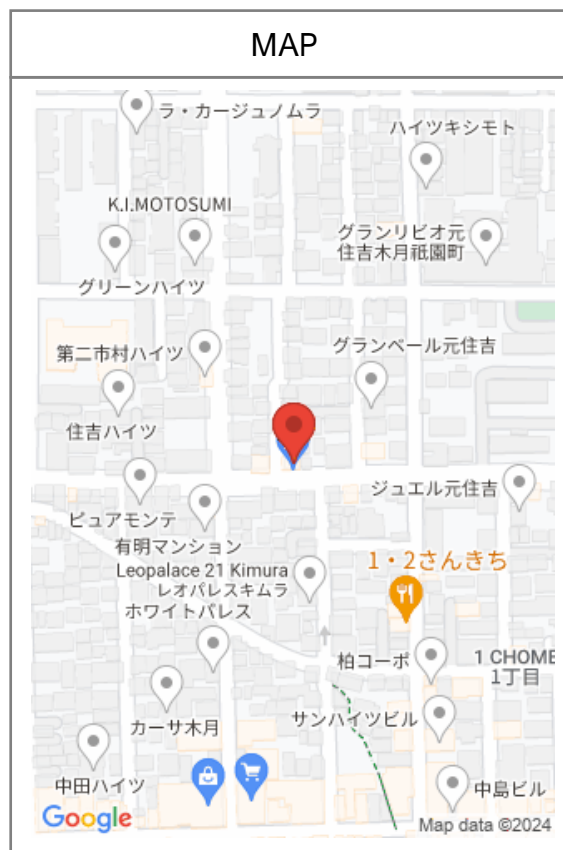 MAP
ラ・カージュノムラ
ハイツキシモト
K.I.MOTOSUMI
グランリビオ元
住吉木月祗園町
グリーンハイツ
グランベール元住吉
第二市村ハイツ
住吉ハイツ
ジュエル元住吉
ピュアモンテ
有明マンション
1・2さんきち
Leopalace 21 Kimura
レオパレスキムラ
ホワイトパレス
柏コーポ
1 CHOME
1丁目
サンハイツビル
カーサ木月
中田ハイツ
中島ビル
Google
Map data ©2024